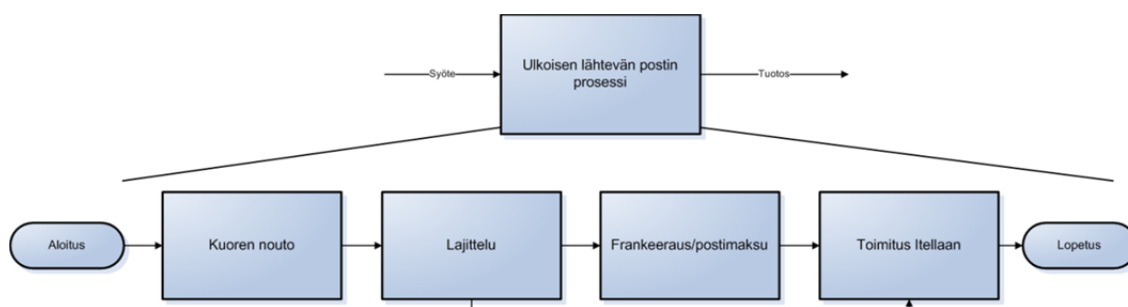 Ulkoisen lähtevän postin
prosessi
Syöte
Tuotos
Aloitus
Kuoren nouto
Lajittelu
Frankeeraus/postimaksu
Toimitus Itellaan
Lopetus